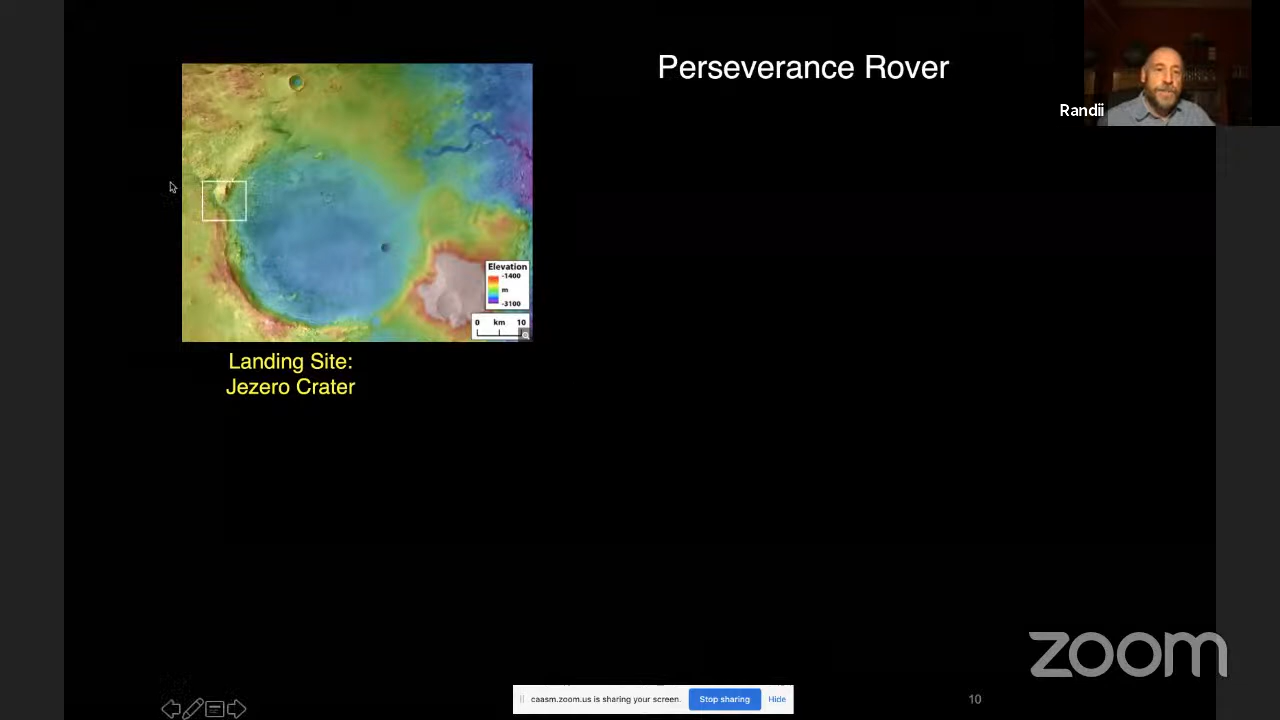 Perseverance Rover
Randii
Elevation
-1400
m
-3100
0 km 10
Landing Site:
Jezero Crater
zoom
caasm.zoom.us is sharing your screen. Stop sharing Hide
10